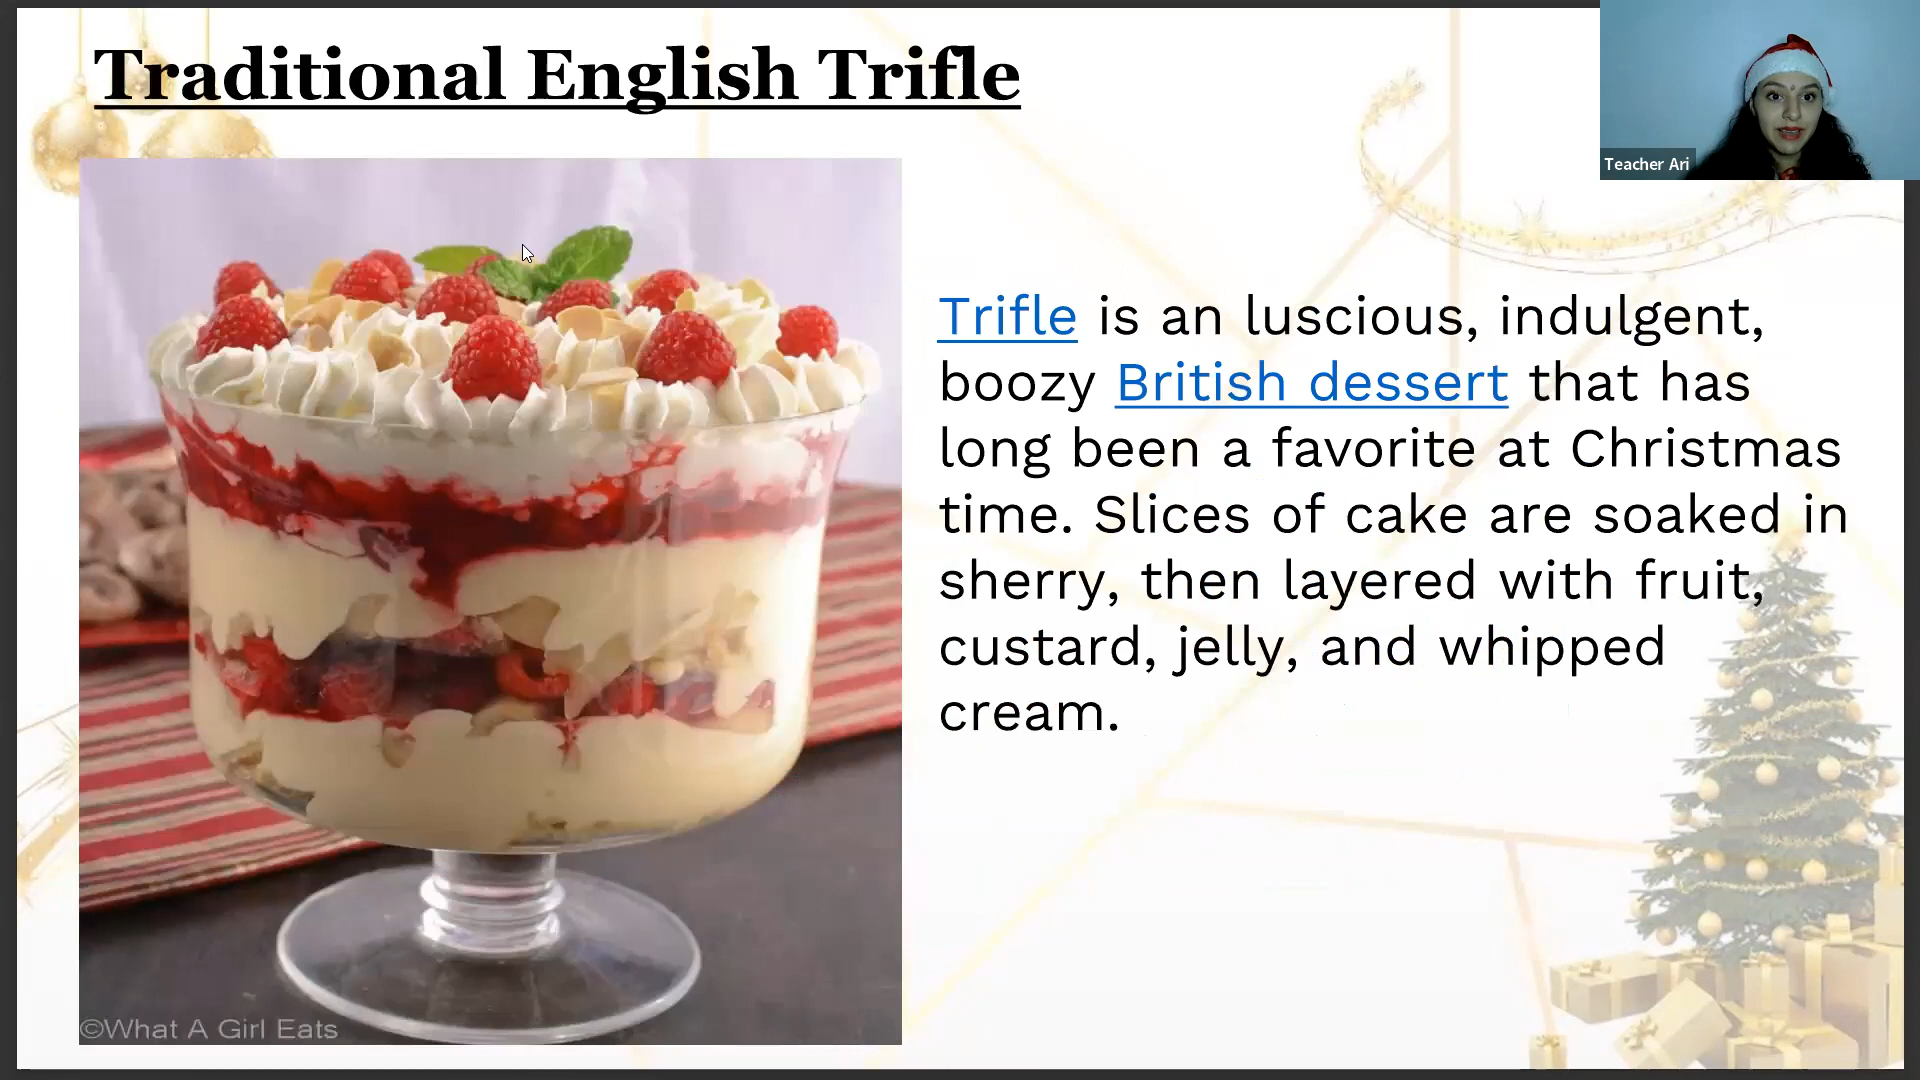 Traditional English Trifle
Teacher Ari
Trifle is an luscious, indulgent,
boozy British dessert that has
long been a favorite at Christmas
time. Slices of cake are soaked in
sherry, then layered with fruit,
custard, jelly, and whipped
cream.
©What A Girl Eats